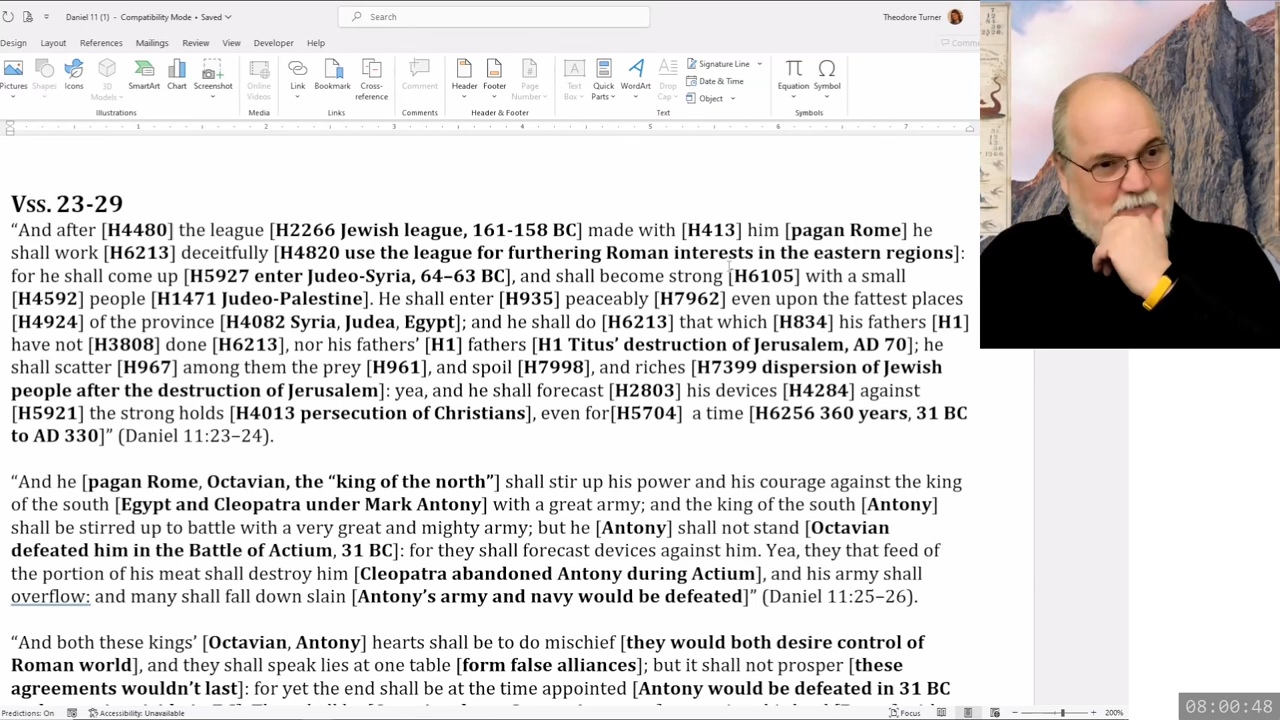 Daniel 11 (1) - Compatibility Mode • Saved
Search
Theodore Turner
Design Layout References Mailings Review View Developer Help
Comme
Pictures Shapes Icons 3D Models SmartArt Chart Screenshot
Illustrations
Online Videos
Media
Link Bookmark Cross-reference
Links
Comment
Comments
Header Footer Page Number
Header & Footer
Text Box Quick Parts WordArt Drop Cap
Signature Line
Date & Time
Object
Text
Equation Symbol
Symbols
1 2 3 4 5 6 7
Vss. 23-29
“And after [H4480] the league [H2266 Jewish league, 161-158 BC] made with [H413] him [pagan Rome] he
shall work [H6213] deceitfully [H4820 use the league for furthering Roman interests in the eastern regions]:
for he shall come up [H5927 enter Judeo-Syria, 64–63 BC], and shall become strong [H6105] with a small
[H4592] people [H1471 Judeo-Palestine]. He shall enter [H935] peaceably [H7962] even upon the fattest places
[H4924] of the province [H4082 Syria, Judea, Egypt]; and he shall do [H6213] that which [H834] his fathers [H1]
have not [H3808] done [H6213], nor his fathers’ [H1] fathers [H1 Titus’ destruction of Jerusalem, AD 70]; he
shall scatter [H967] among them the prey [H961], and spoil [H7998], and riches [H7399 dispersion of Jewish
people after the destruction of Jerusalem]: yea, and he shall forecast [H2803] his devices [H4284] against
[H5921] the strong holds [H4013 persecution of Christians], even for[H5704] a time [H6256 360 years, 31 BC
to AD 330]” (Daniel 11:23–24).
“And he [pagan Rome, Octavian, the “king of the north”] shall stir up his power and his courage against the king
of the south [Egypt and Cleopatra under Mark Antony] with a great army; and the king of the south [Antony]
shall be stirred up to battle with a very great and mighty army; but he [Antony] shall not stand [Octavian
defeated him in the Battle of Actium, 31 BC]: for they shall forecast devices against him. Yea, they that feed of
the portion of his meat shall destroy him [Cleopatra abandoned Antony during Actium], and his army shall
overflow: and many shall fall down slain [Antony’s army and navy would be defeated]” (Daniel 11:25–26).
“And both these kings’ [Octavian, Antony] hearts shall be to do mischief [they would both desire control of
Roman world], and they shall speak lies at one table [form false alliances]; but it shall not prosper [these
agreements wouldn’t last]: for yet the end shall be at the time appointed [Antony would be defeated in 31 BC
Predictions: On
Accessibility: Unavailable
Focus
200%
08:00:48